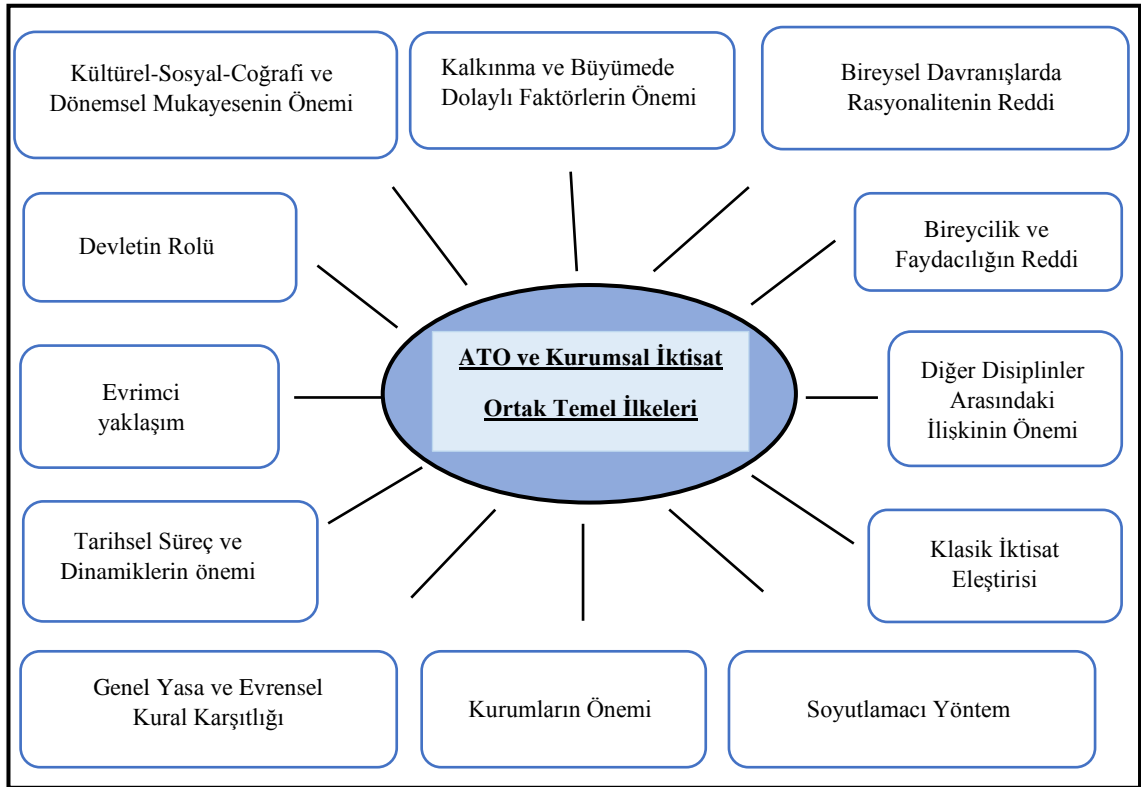 Kültürel-Sosyal-Coğrafi ve
Dönemsel Mukayesenin Önemi
Kalkınma ve Büyümede
Dolaylı Faktörlerin Önemi
Bireysel Davranışlarda
Rasyonalitenin Reddi
Devletin Rolü
Bireycilik ve
Faydacılığın Reddi
ATO ve Kurumsal İktisat
Ortak Temel İlkeleri
Evrimci
yaklaşım
Diğer Disiplinler
Arasındaki
İlişkinin Önemi
Tarihsel Süreç ve
Dinamiklerin önemi
Klasik İktisat
Eleştirisi
Genel Yasa ve Evrensel
Kural Karşıtlığı
Kurumların Önemi
Soyutlamacı Yöntem